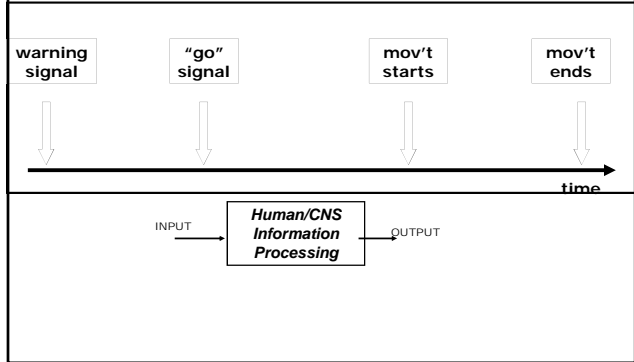 warning
signal
“go”
signal
mov't
starts
mov't
ends
time
INPUT
Human/CNS
Information
Processing
OUTPUT